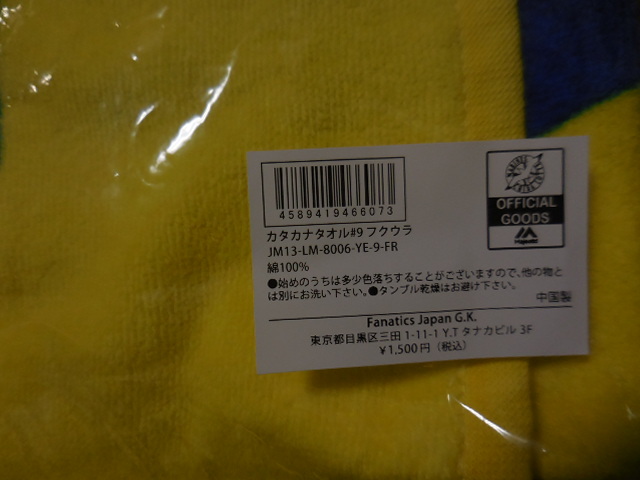 4589419466073
OFFICIAL
GOODS
カタカナタオル#9 フクウラ
JM13-LM-8006-YE-9-FR
綿100%
●始めのうちは多少色落ちすることがございますので、他の物と
は別にお洗い下さい。●タンブル乾燥はお避け下さい。
中国製
Fanatics Japan G.K.
東京都目黒区三田 1-11-1 Y.T タナカビル 3F
￥1,500円（税込）